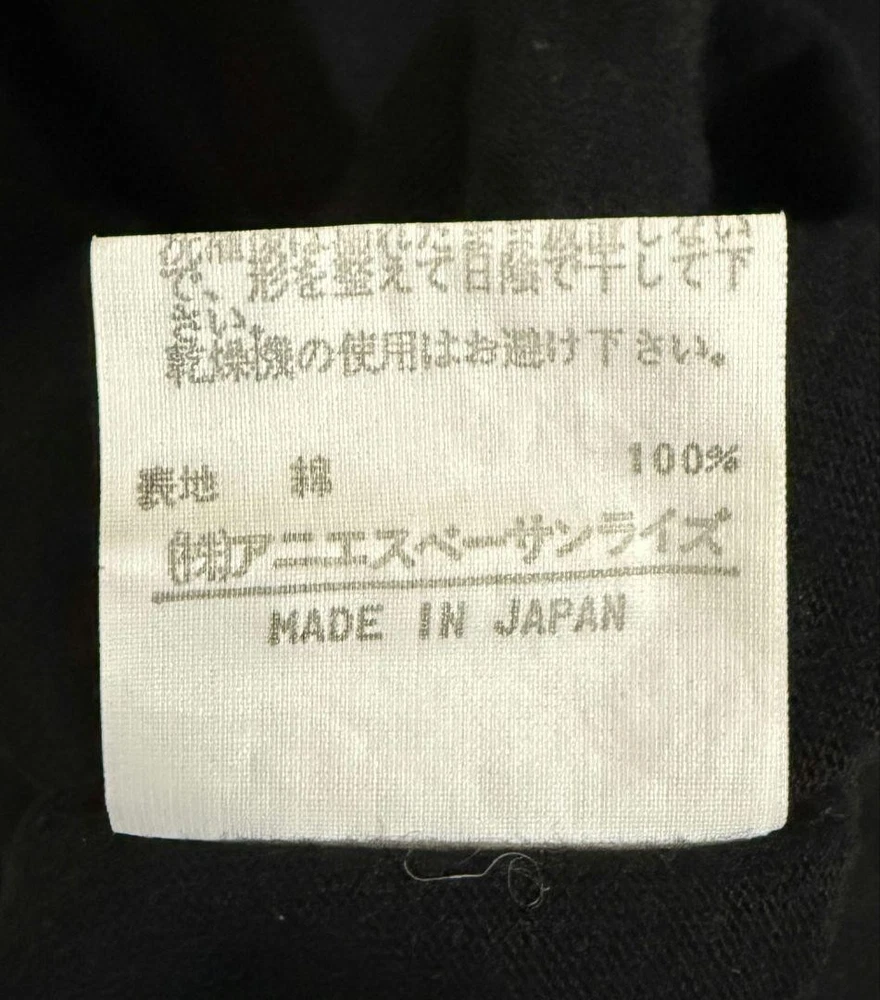 で、形を整えて日陰で干して下
さい。
乾燥機の使用はお避け下さい。
表地 綿 100%
(株)アニエスベーサンライズ
MADE IN JAPAN